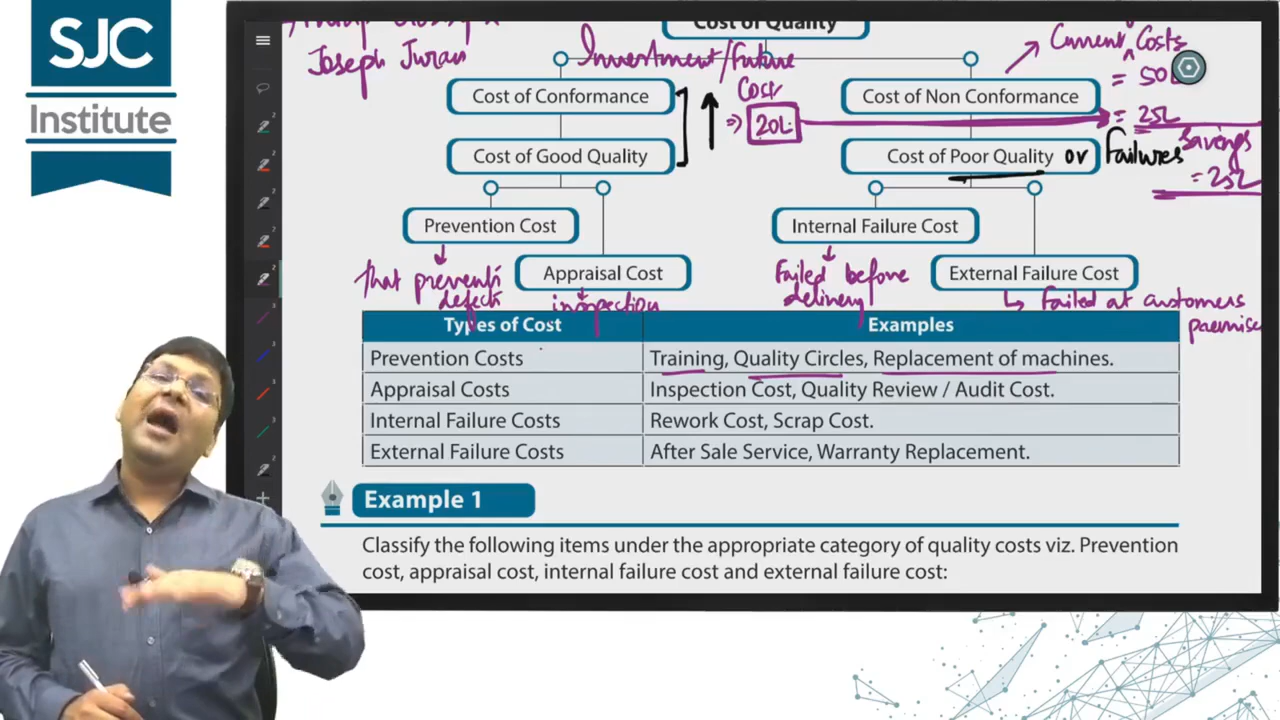 SJC
Institute
Cost of Quality
Joseph Juran
Investment/Future
Cost
⇒ 20L
Current Costs
= 50
= 25L
Savings
= 25L
Cost of Conformance
Cost of Non Conformance
Cost of Good Quality
Cost of Poor Quality or Failures
Prevention Cost
Appraisal Cost
Internal Failure Cost
External Failure Cost
That
defects
inspection
Failed before
delivery
↳ Failed at customers
Types of Cost Examples
Prevention Costs Training, Quality Circles, Replacement of machines.
Appraisal Costs Inspection Cost, Quality Review / Audit Cost.
Internal Failure Costs Rework Cost, Scrap Cost.
External Failure Costs After Sale Service, Warranty Replacement.
Example 1
Classify the following items under the appropriate category of quality costs viz. Prevention
cost, appraisal cost, internal failure cost and external failure cost: